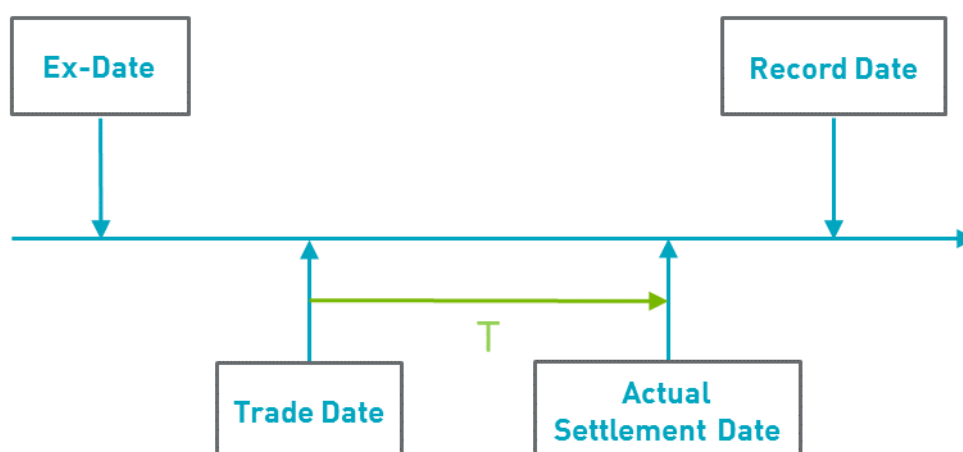 Ex-Date
Record Date
T
Trade Date
Actual
Settlement Date